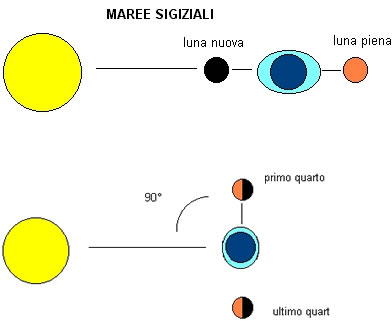 MAREE SIGIZIALI
luna nuova
luna piena
primo quarto
90°
ultimo quart